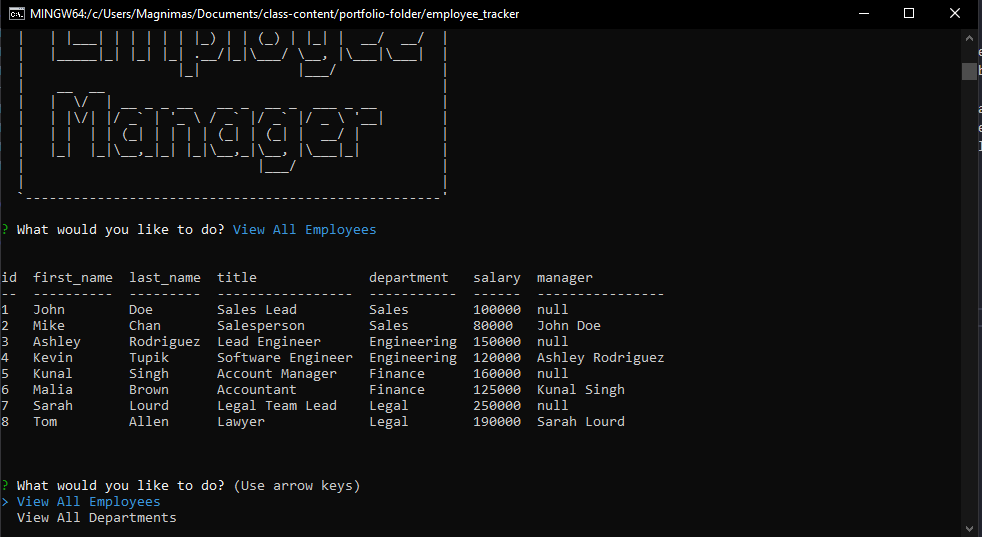 MINGW64:/c/Users/Magnimas/Documents/class-content/portfolio-folder/employee_tracker
Employee
Manager
? What would you like to do? View All Employees
id  first_name  last_name  title              department   salary  manager
--  ----------  ---------  -----------------  -----------  ------  ----------------
1   John        Doe        Sales Lead         Sales        100000  null
2   Mike        Chan       Salesperson        Sales        80000   John Doe
3   Ashley      Rodriguez  Lead Engineer      Engineering  150000  null
4   Kevin       Tupik      Software Engineer  Engineering  120000  Ashley Rodriguez
5   Kunal       Singh      Account Manager    Finance      160000  null
6   Malia       Brown      Accountant         Finance      125000  Kunal Singh
7   Sarah       Lourd      Legal Team Lead    Legal        250000  null
8   Tom         Allen      Lawyer             Legal        190000  Sarah Lourd
? What would you like to do? (Use arrow keys)
> View All Employees
View All Departments